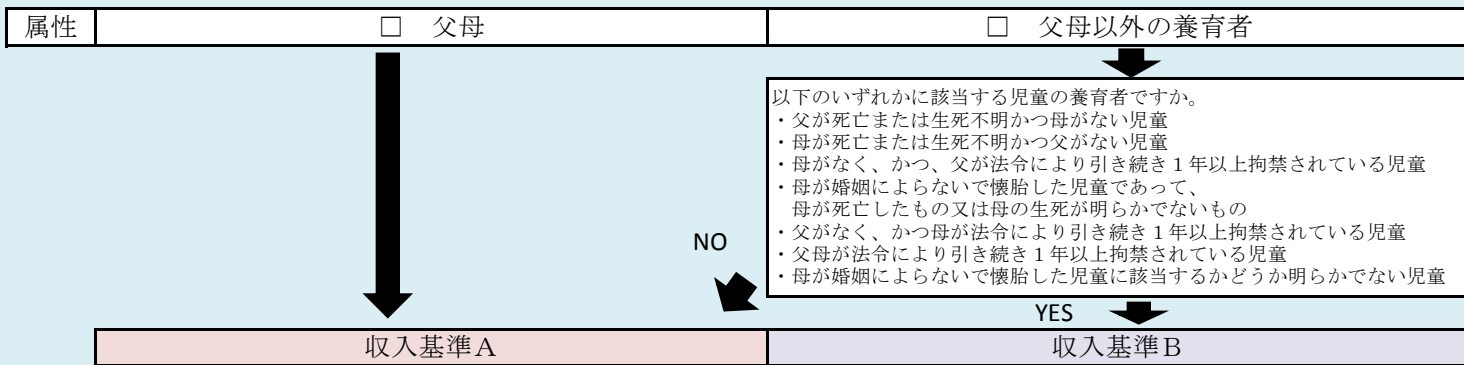 属性 □ 父母 □ 父母以外の養育者
以下のいずれかに該当する児童の養育者ですか。
・父が死亡または生死不明かつ母がない児童
・母が死亡または生死不明かつ父がない児童
・母がなく、かつ、父が法令により引き続き１年以上拘禁されている児童
・母が婚姻によらないで懐胎した児童であって、
母が死亡したもの又は母の生死が明らかでないもの
・父がなく、かつ母が法令により引き続き１年以上拘禁されている児童
・父母が法令により引き続き１年以上拘禁されている児童
・母が婚姻によらないで懐胎した児童に該当するかどうか明らかでない児童
NO
YES
収入基準Ａ 収入基準Ｂ